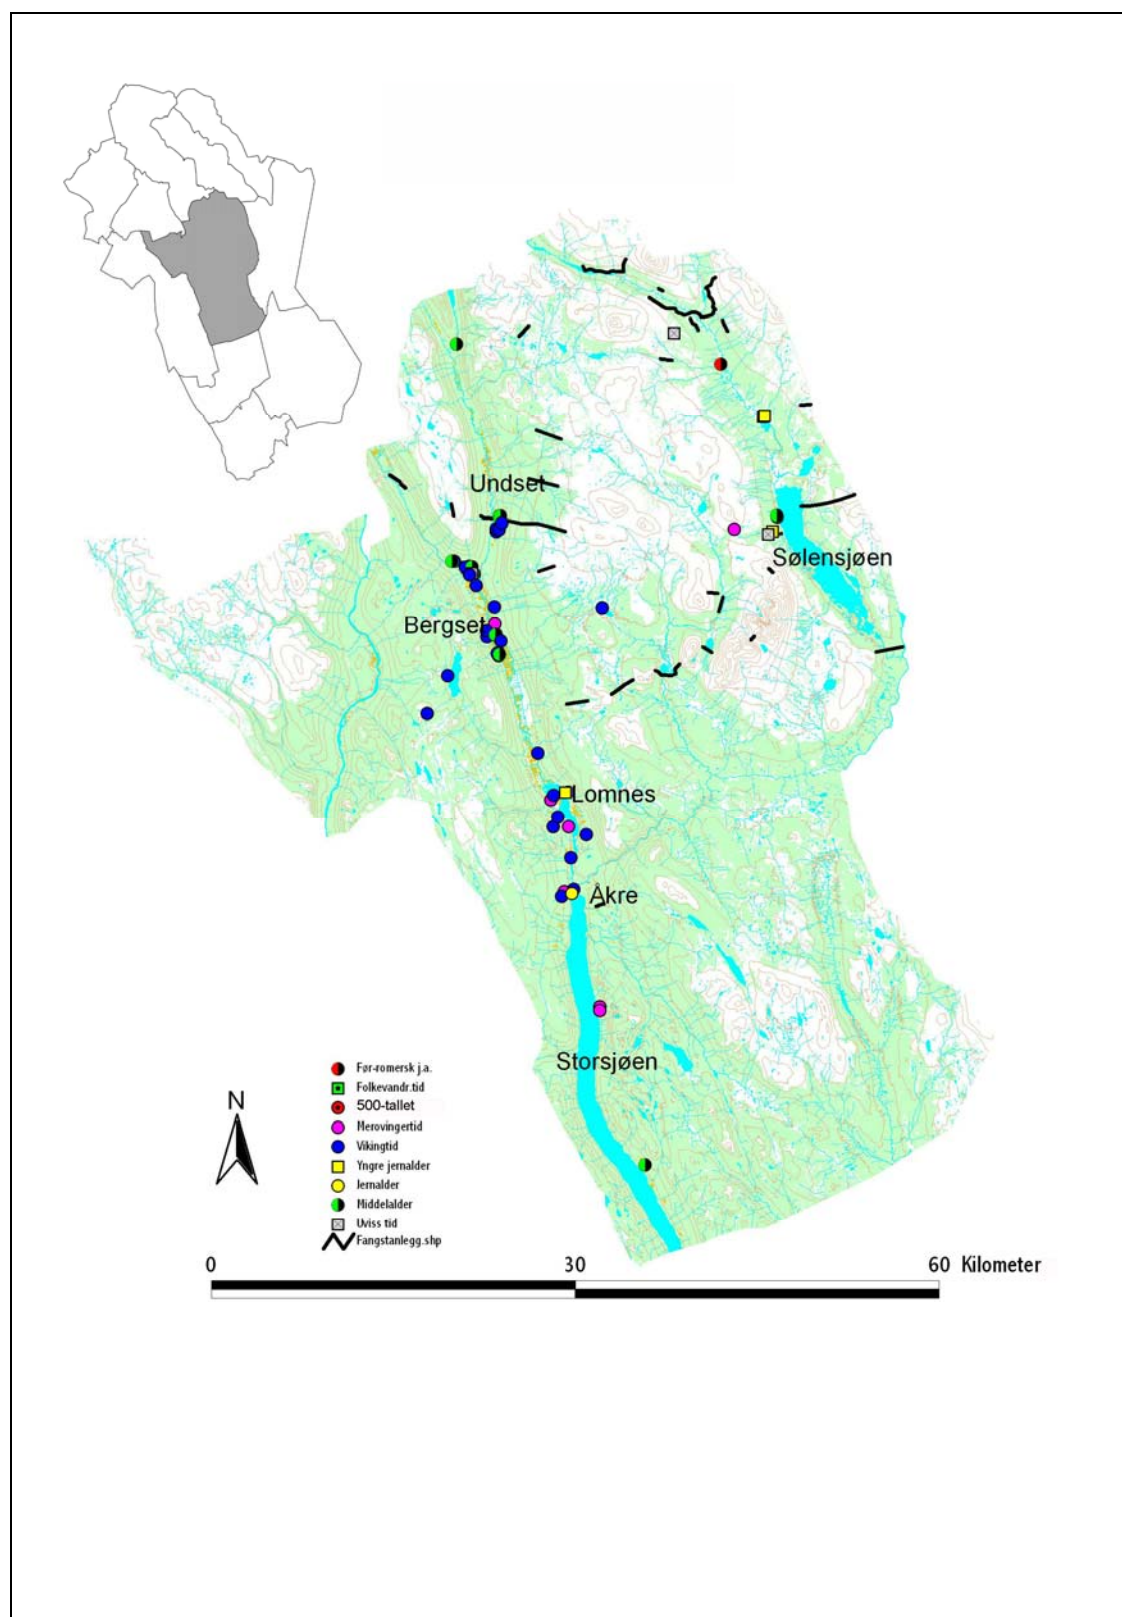 Undset
Sølensjøen
Bergset
Lomnes
Åkre
Storsjøen
N
Før-romersk j.a.
Folkevandr.tid
500-tallet
Merovingertid
Vikingtid
Yngre jernalder
Jernalder
Middelalder
Uviss tid
Fangstanlegg.shp
0 30 60 Kilometer